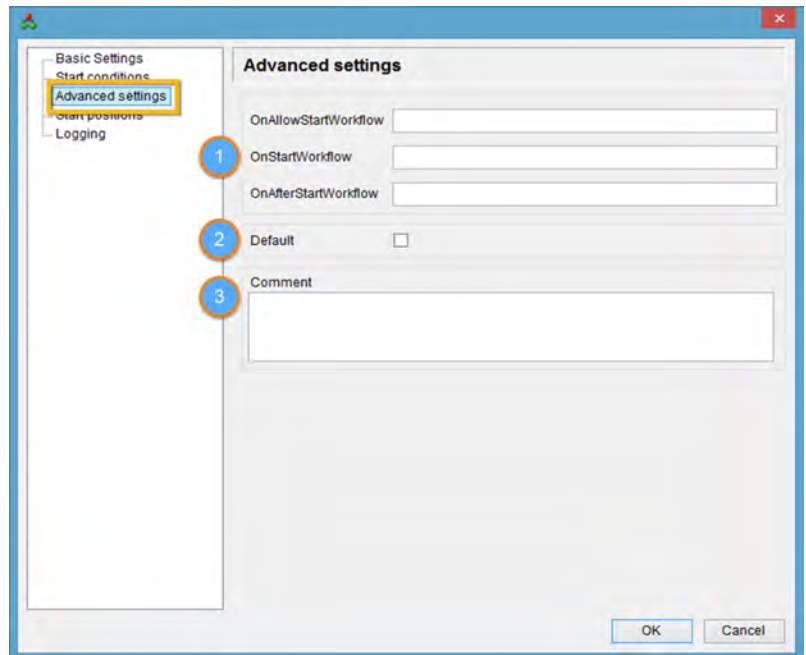 Basic Settings
Start conditions
Advanced settings
Start positions
Logging
Advanced settings
OnAllowStartWorkflow
1 OnStartWorkflow
OnAfterStartWorkflow
2 Default
Comment
3
OK Cancel